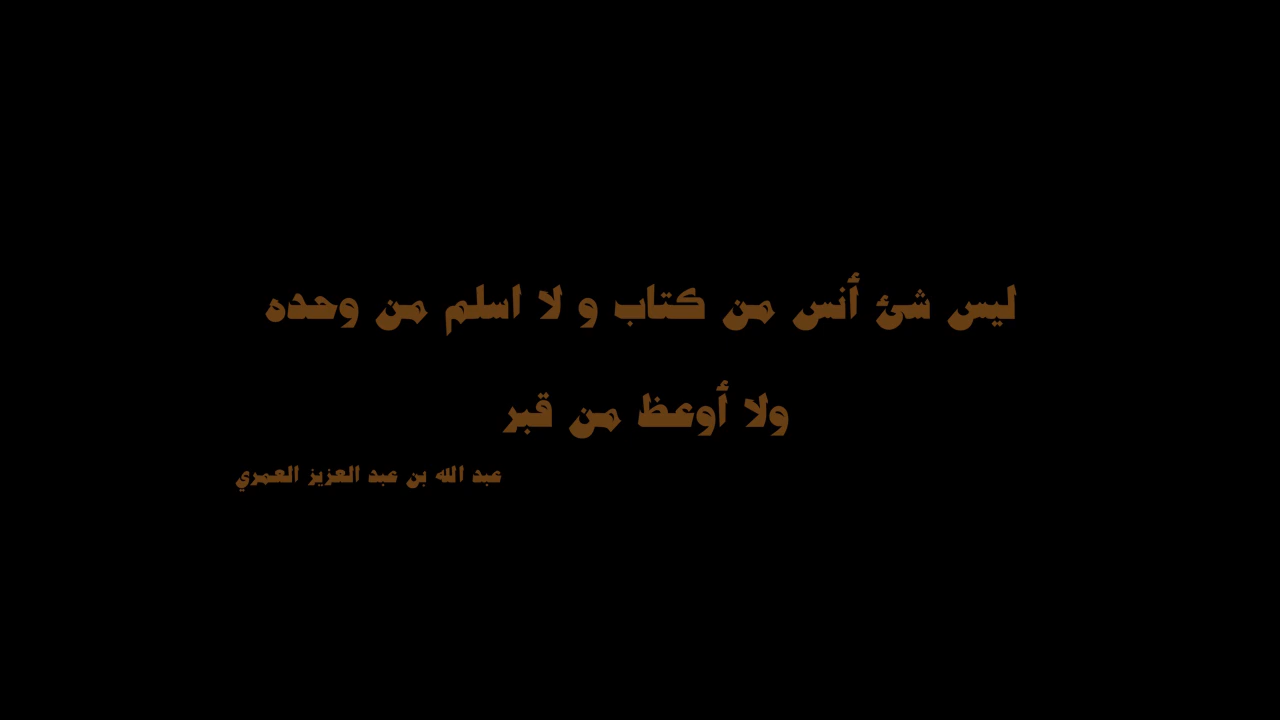 ليس شئ أنس من كتاب و لا اسلم من وحده
ولا أوعظ من قبر
عبد الله بن عبد العزيز العمري